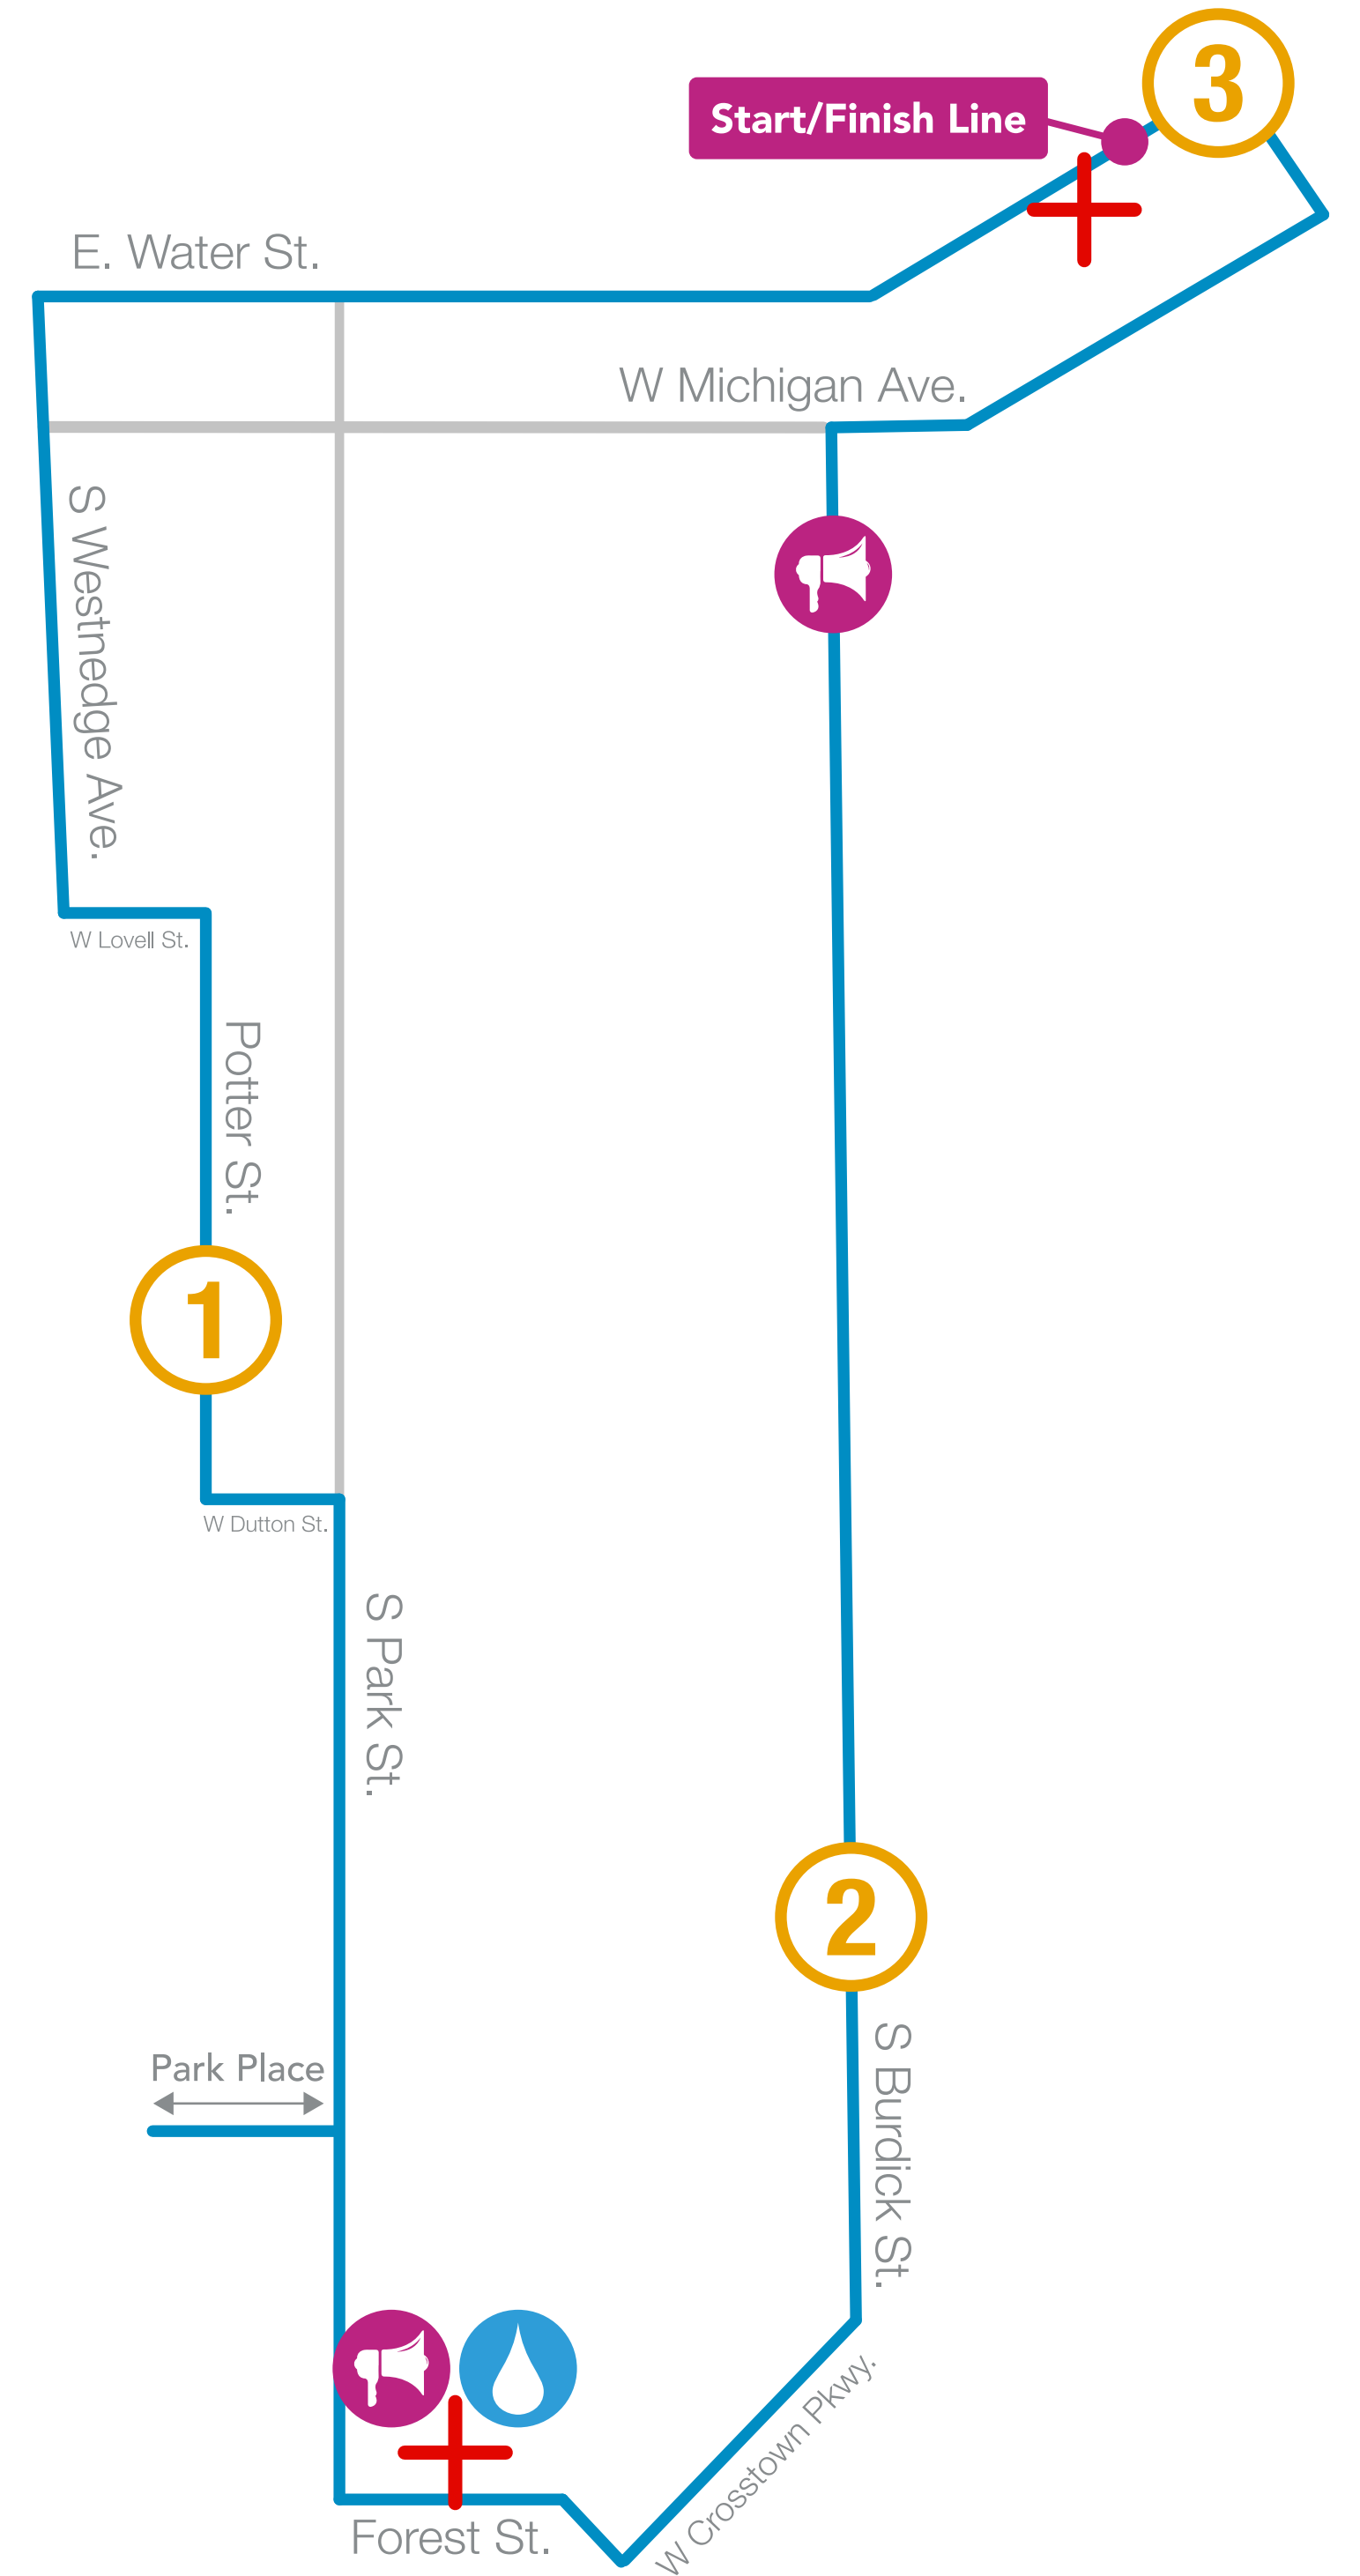 3
Start/Finish Line
E. Water St.
W Michigan Ave.
S Westnedge Ave.
W Lovell St.
Potter St.
1
W Dutton St.
S Park St.
2
S Burdick St.
Park Place
W Crosstown Pkwy.
Forest St.